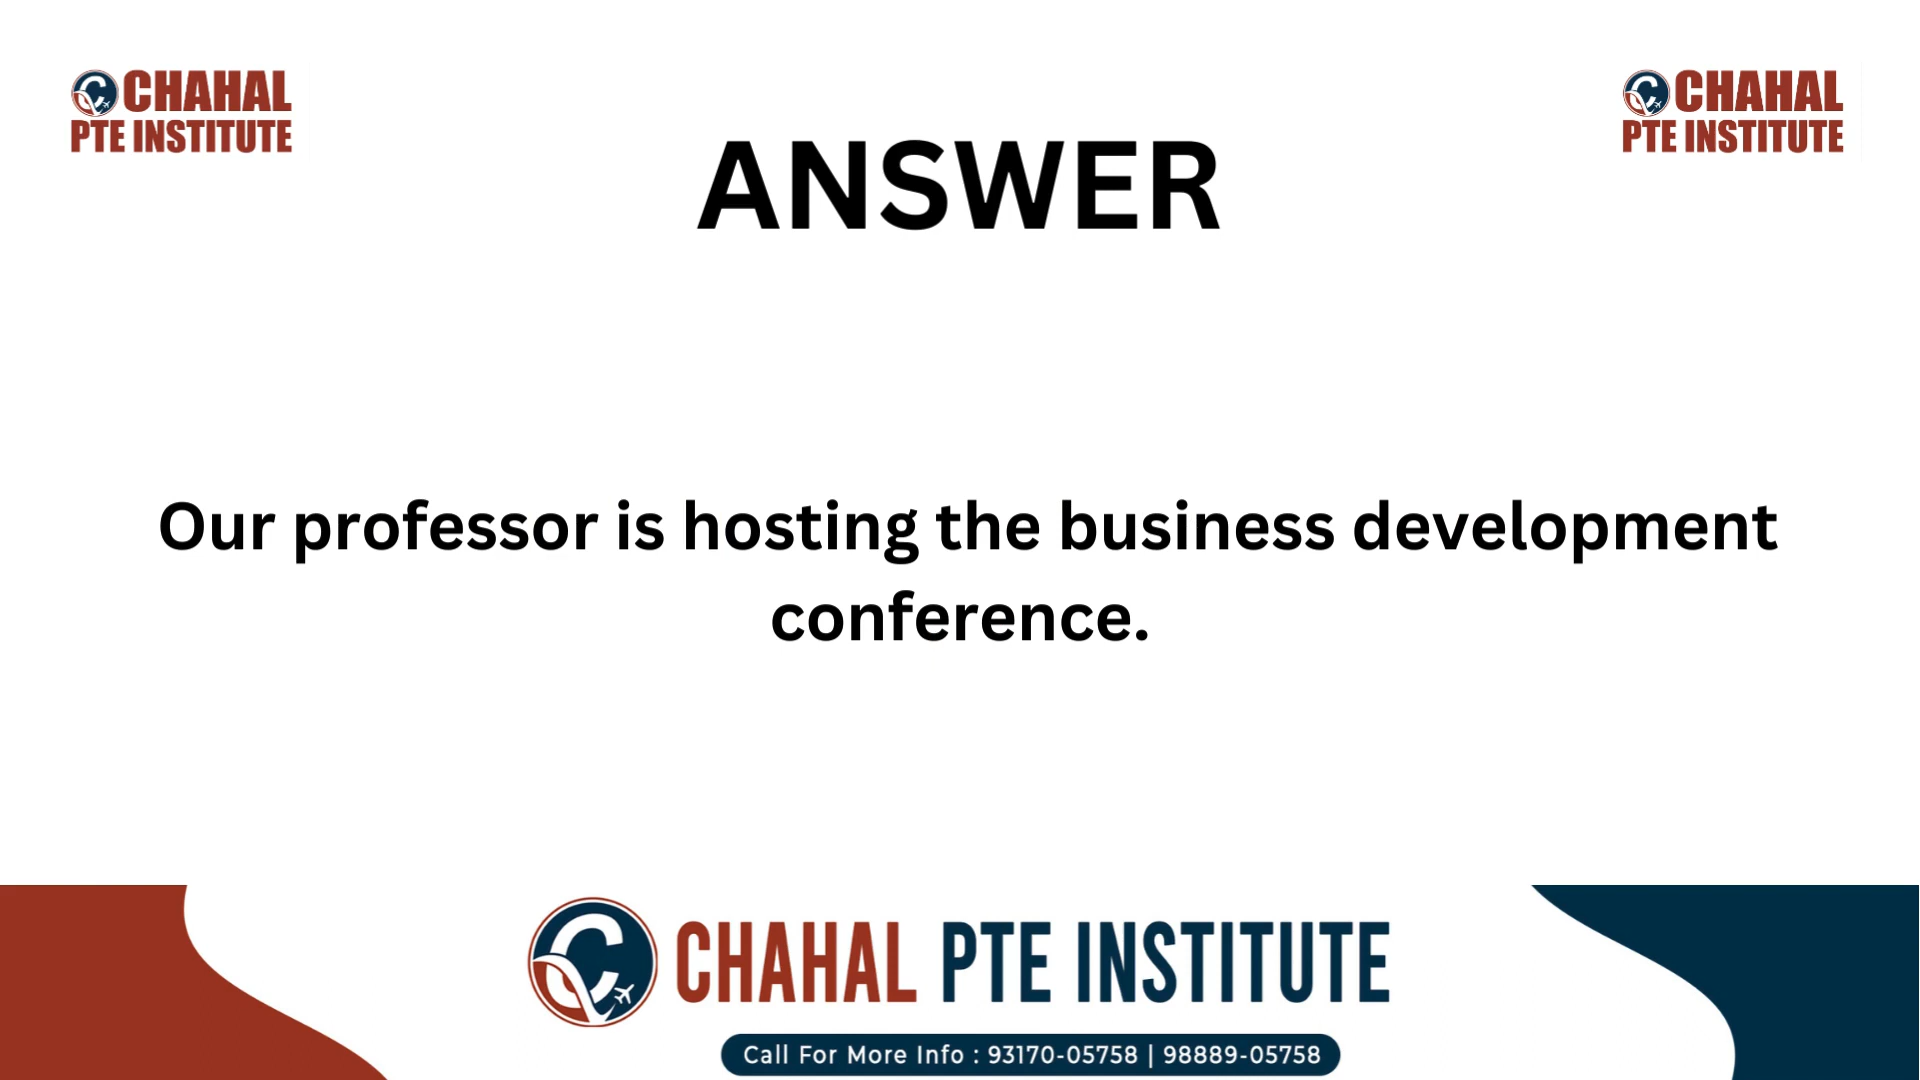 CHAHAL
PTE INSTITUTE
CHAHAL
PTE INSTITUTE
ANSWER
Our professor is hosting the business development
conference.
CHAHAL PTE INSTITUTE
Call For More Info : 93170-05758 | 98889-05758